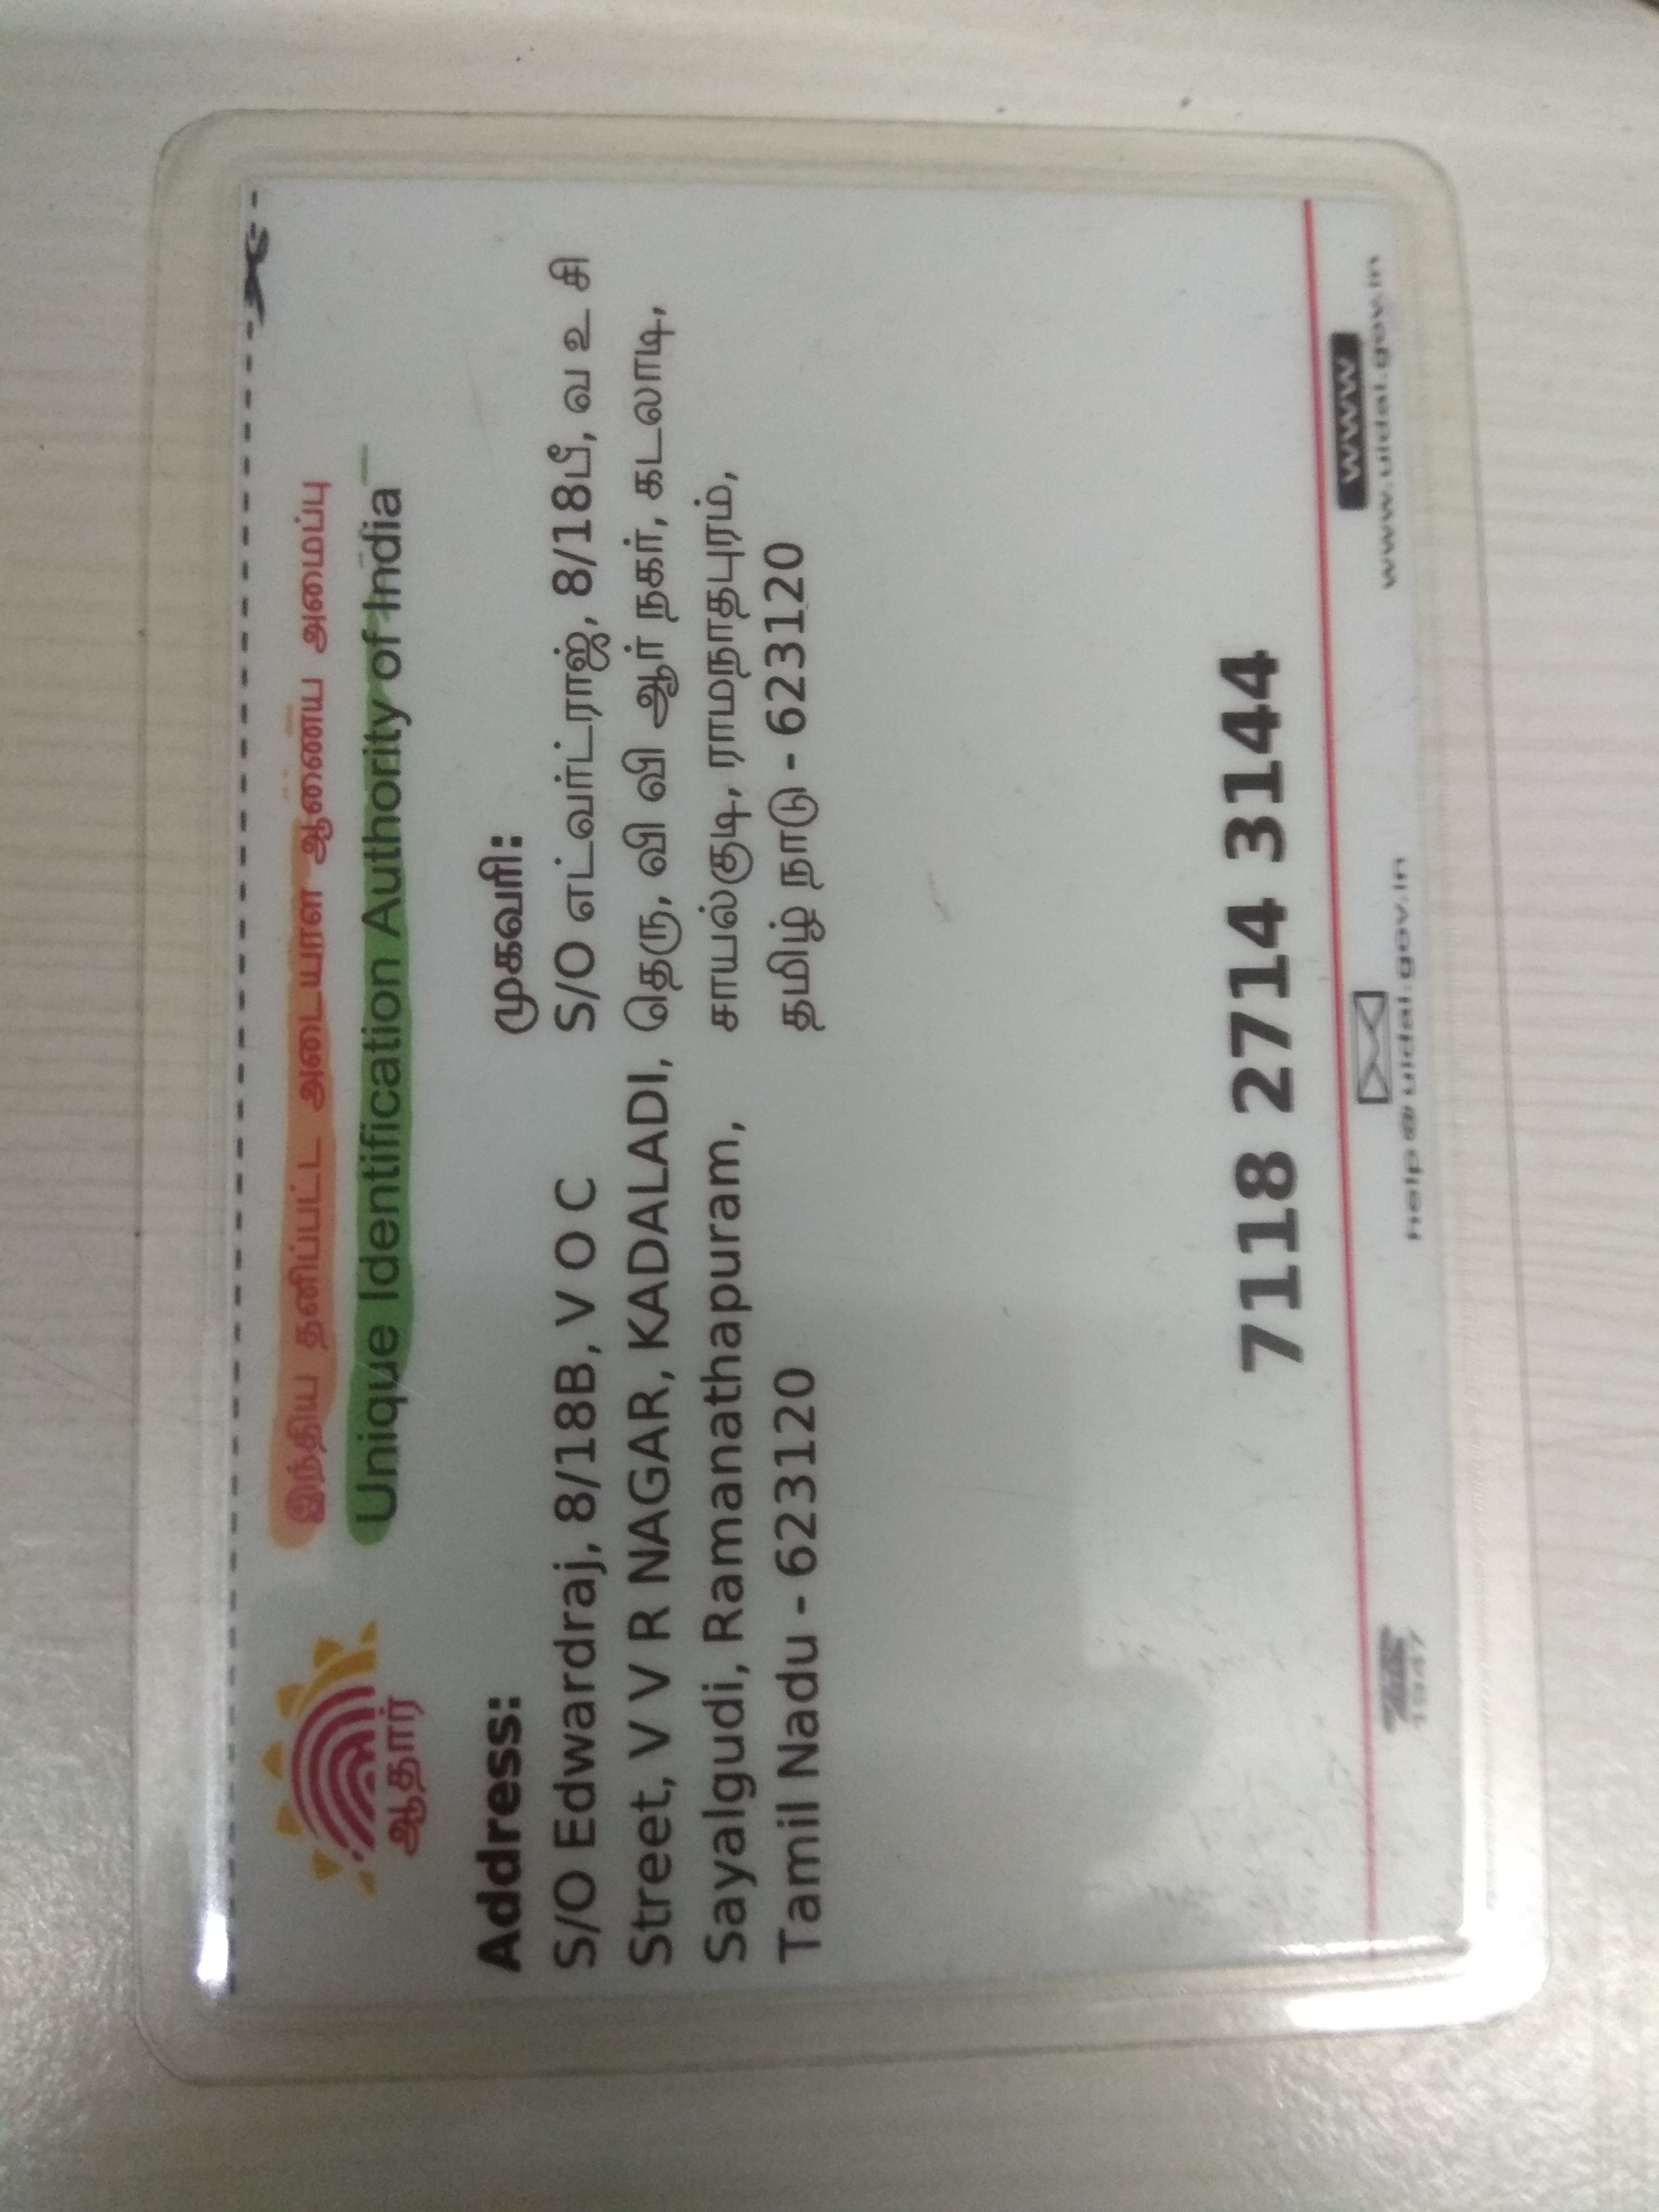 இந்திய தனிப்பட்ட அடையாள ஆணைய அமைப்பு
Unique Identification Authority of India
ஆதார்
Address:
S/O Edwardraj, 8/18B, V O C
Street, V V R NAGAR, KADALADI,
Sayalgudi, Ramanathapuram,
Tamil Nadu - 623120
முகவரி:
S/O எட்வர்ட்ராஜ், 8/18பீ, வ உ சி
தெரு, வி வி ஆர் நகர், கடலாடி,
சாயல்குடி, ராமநாதபுரம்,
தமிழ் நாடு - 623120
7118 2714 3144
1947
help@uidai.gov.in
WWW
www.uidai.gov.in